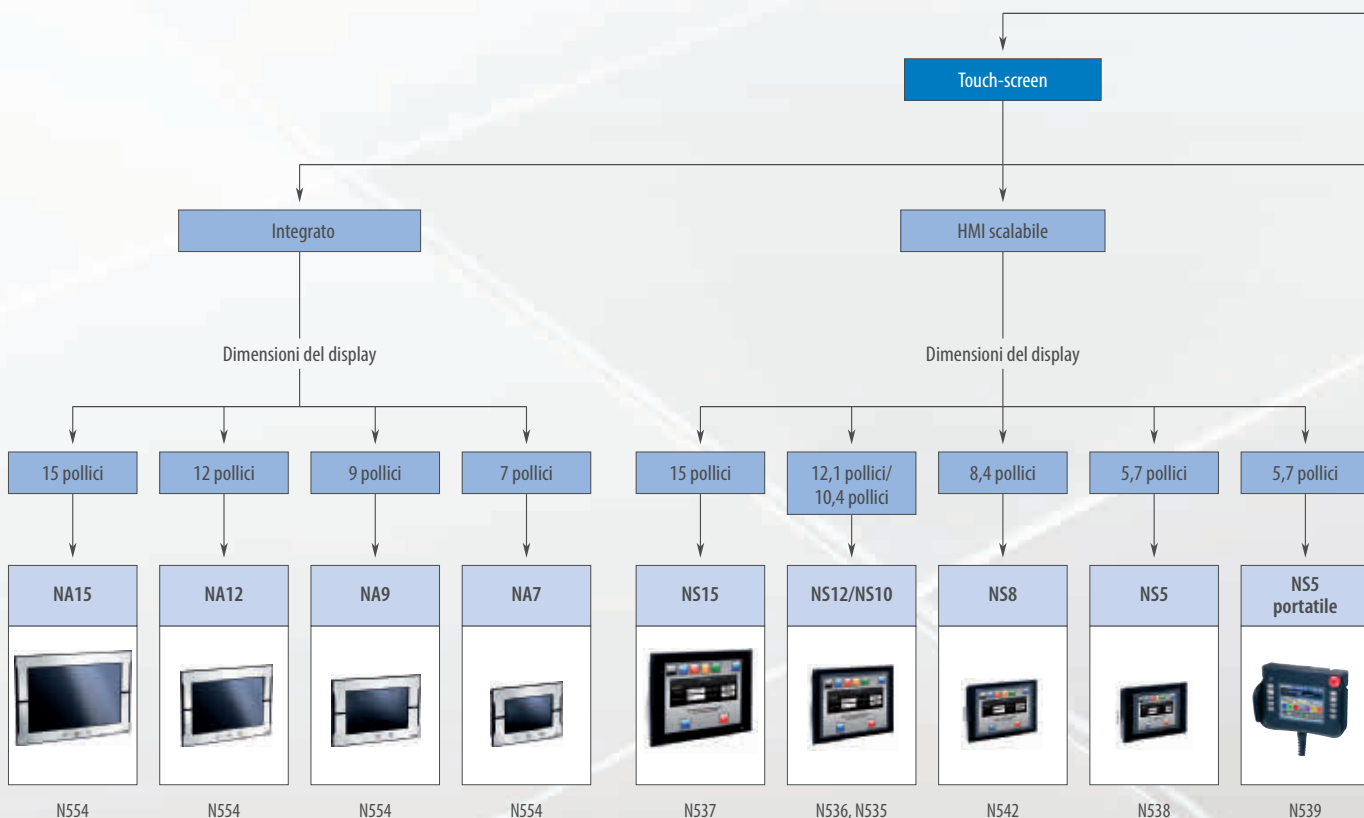 Touch-screen
Integrato
HMI scalabile
Dimensioni del display
Dimensioni del display
15 pollici
12 pollici
9 pollici
7 pollici
15 pollici
12,1 pollici/
10,4 pollici
8,4 pollici
5,7 pollici
5,7 pollici
NA15
NA12
NA9
NA7
NS15
NS12/NS10
NS8
NS5
NS5
portatile
N554
N554
N554
N554
N537
N536, N535
N542
N538
N539